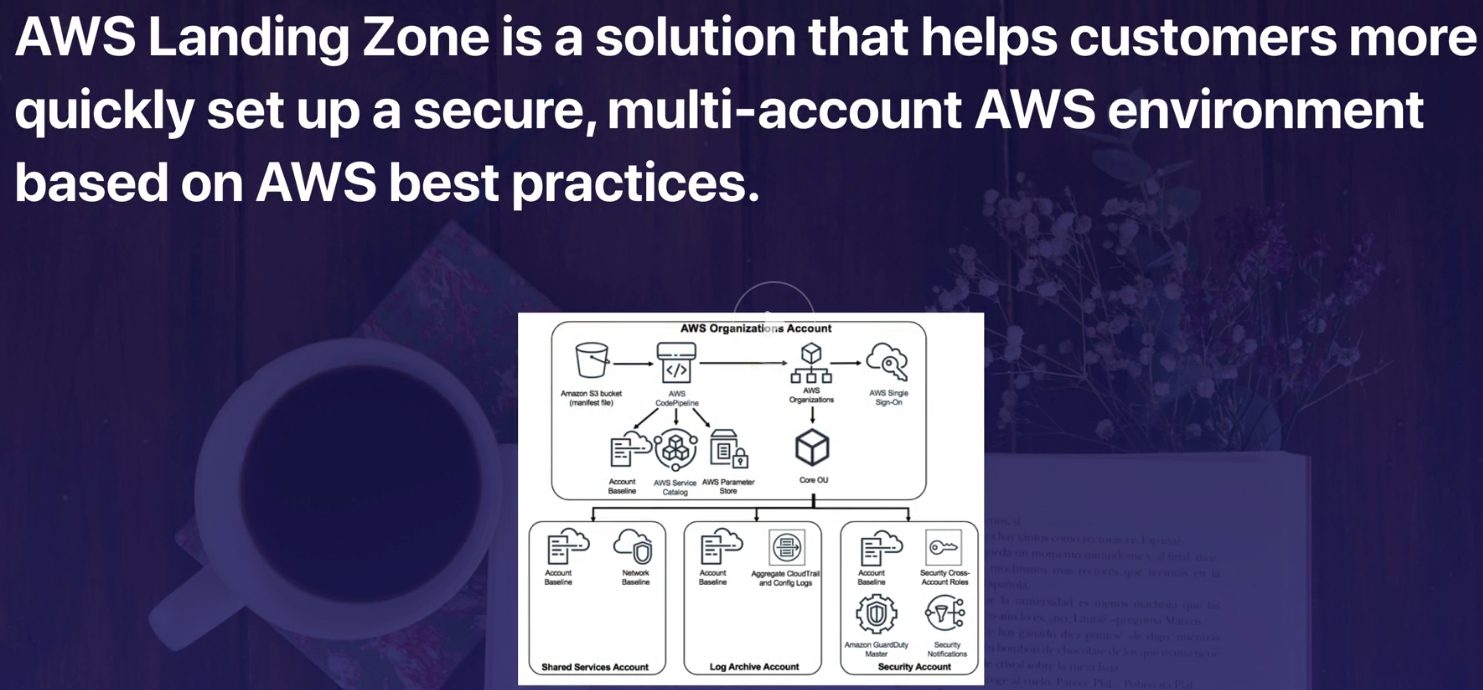 AWS Landing Zone is a solution that helps customers more
quickly set up a secure, multi-account AWS environment
based on AWS best practices.
AWS Organizations Account
Amazon S3 bucket
(manifest file)
AWS
CodePipeline
AWS
Organizations
AWS Single
Sign-On
Account
Baseline
AWS Service
Catalog
AWS Parameter
Store
Core OU
Account
Baseline
Network
Baseline
Shared Services Account
Account
Baseline
Aggregate CloudTrail
and Config Logs
Log Archive Account
Account
Baseline
Security Cross-
Account Roles
Amazon GuardDuty
Master
Security
Notifications
Security Account